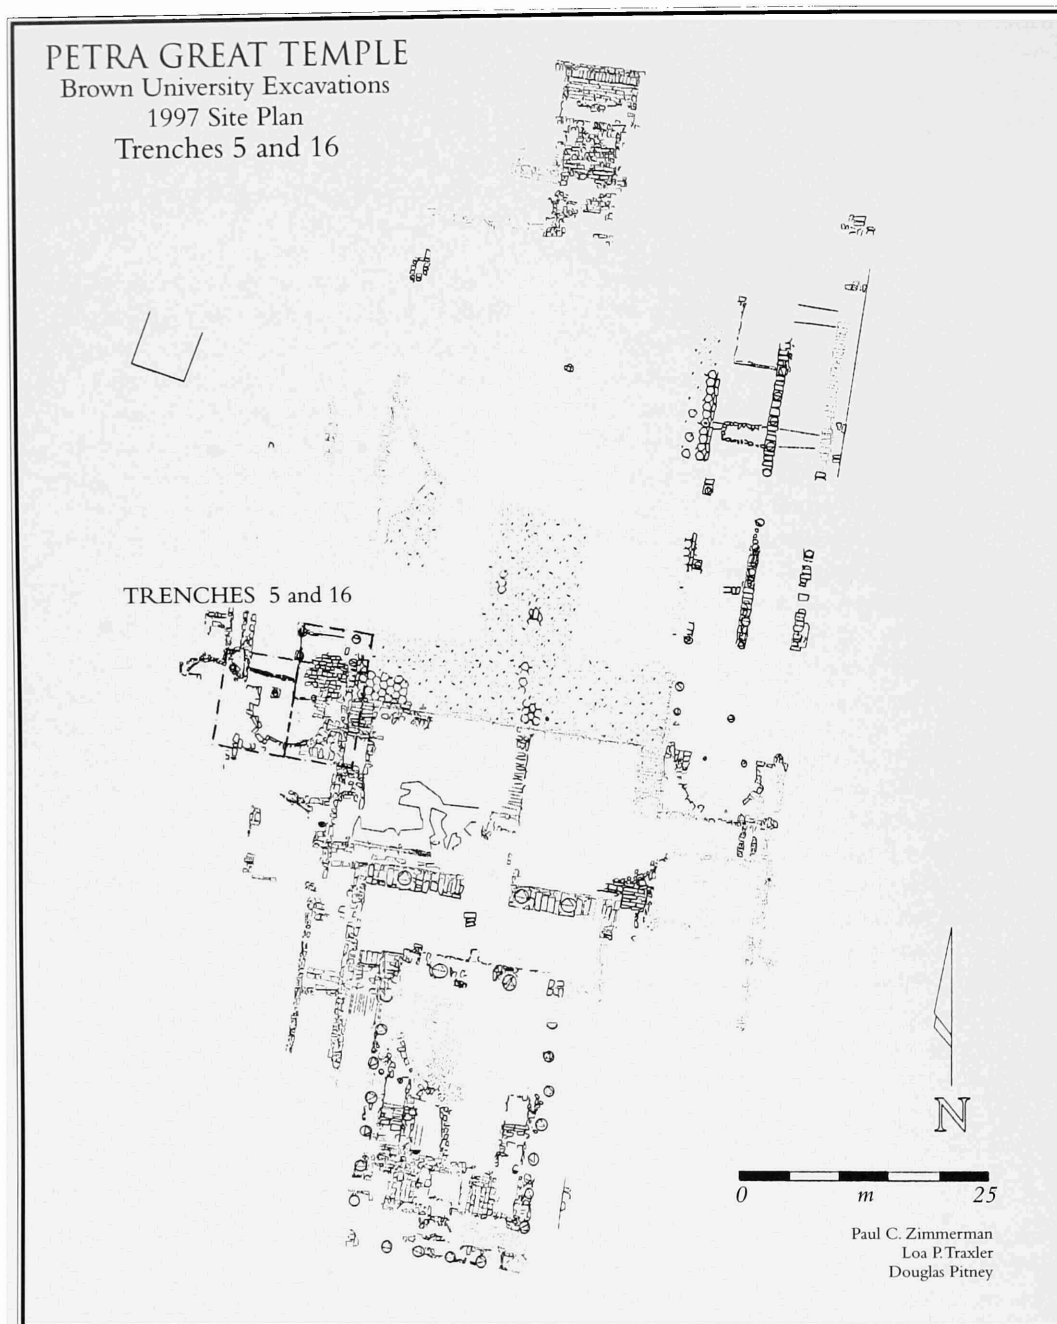 PETRA GREAT TEMPLE
Brown University Excavations
1997 Site Plan
Trenches 5 and 16
TRENCHES 5 and 16
N
0 m 25
Paul C. Zimmerman
Loa P. Traxler
Douglas Pitney